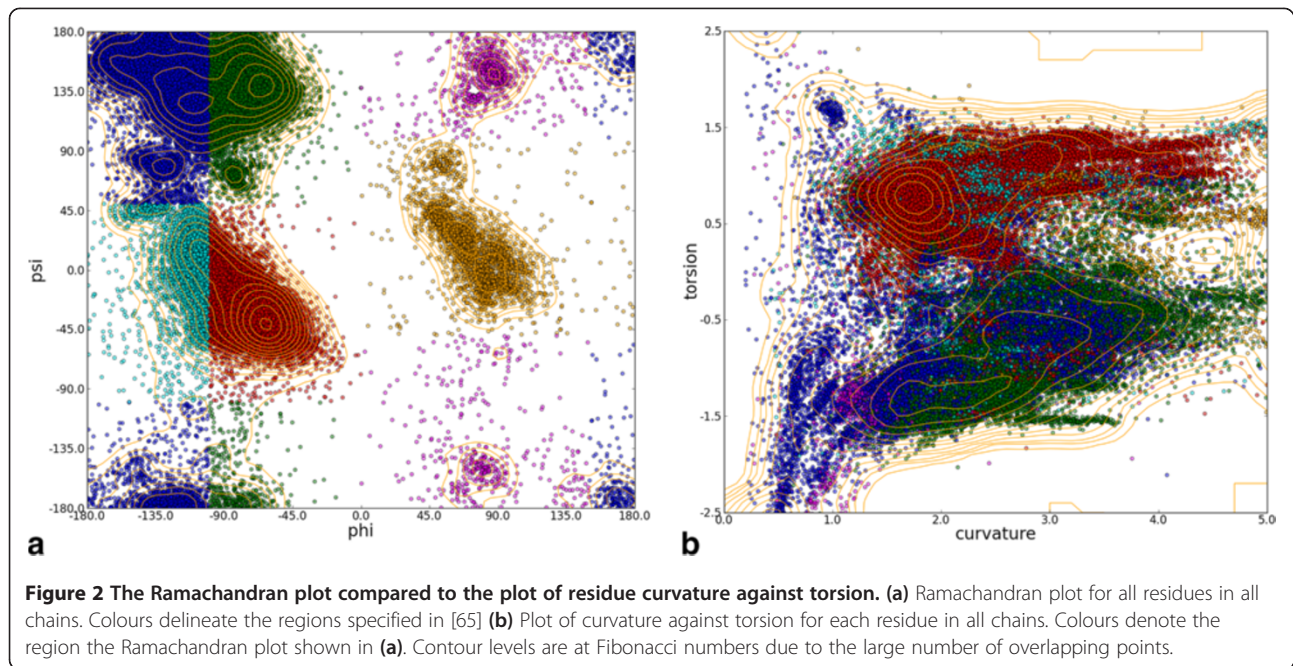 180.0
135.0
90.0
45.0
0.0
-45.0
-90.0
-135.0
-180.0
psi
-180.0 -135.0 -90.0 -45.0 0.0 45.0 90.0 135.0 180.0
phi
a
2.5
1.5
0.5
-0.5
-1.5
-2.5
torsion
0.0 1.0 2.0 3.0 4.0 5.0
curvature
b
Figure 2 The Ramachandran plot compared to the plot of residue curvature against torsion. (a) Ramachandran plot for all residues in all
chains. Colours delineate the regions specified in [65] (b) Plot of curvature against torsion for each residue in all chains. Colours denote the
region the Ramachandran plot shown in (a). Contour levels are at Fibonacci numbers due to the large number of overlapping points.